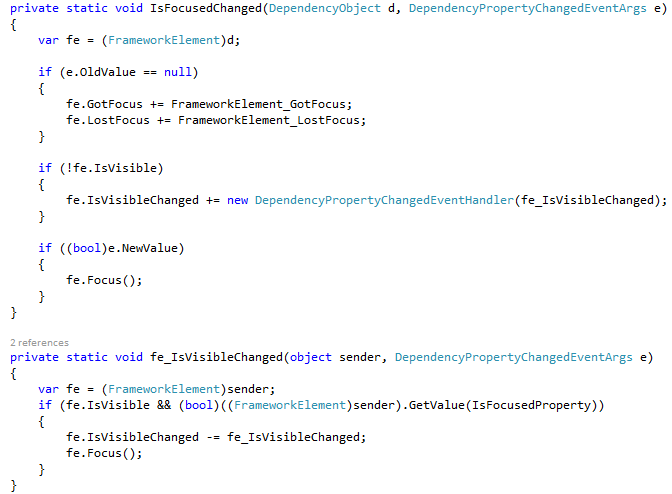 private static void IsFocusedChanged(DependencyObject d, DependencyPropertyChangedEventArgs e)
{
    var fe = (FrameworkElement)d;

    if (e.OldValue == null)
    {
        fe.GotFocus += FrameworkElement_GotFocus;
        fe.LostFocus += FrameworkElement_LostFocus;
    }

    if (!fe.IsVisible)
    {
        fe.IsVisibleChanged += new DependencyPropertyChangedEventHandler(fe_IsVisibleChanged);
    }

    if ((bool)e.NewValue)
    {
        fe.Focus();
    }
}

2 references
private static void fe_IsVisibleChanged(object sender, DependencyPropertyChangedEventArgs e)
{
    var fe = (FrameworkElement)sender;
    if (fe.IsVisible && (bool)((FrameworkElement)sender).GetValue(IsFocusedProperty))
    {
        fe.IsVisibleChanged -= fe_IsVisibleChanged;
        fe.Focus();
    }
}